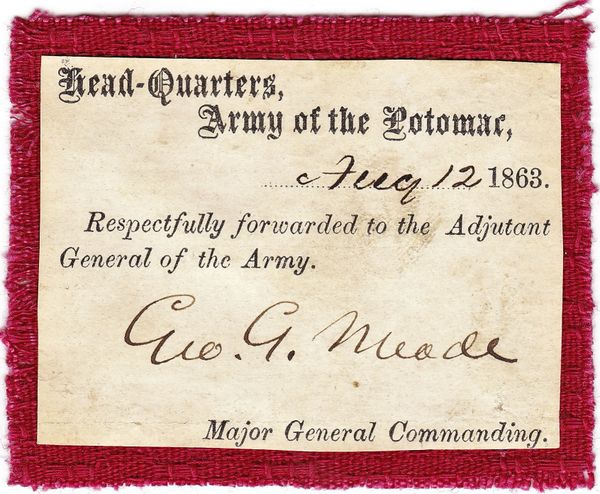 Head-Quarters,
Army of the Potomac,
Aug 12 1863.
Respectfully forwarded to the Adjutant
General of the Army.
Geo. G. Meade
Major General Commanding.